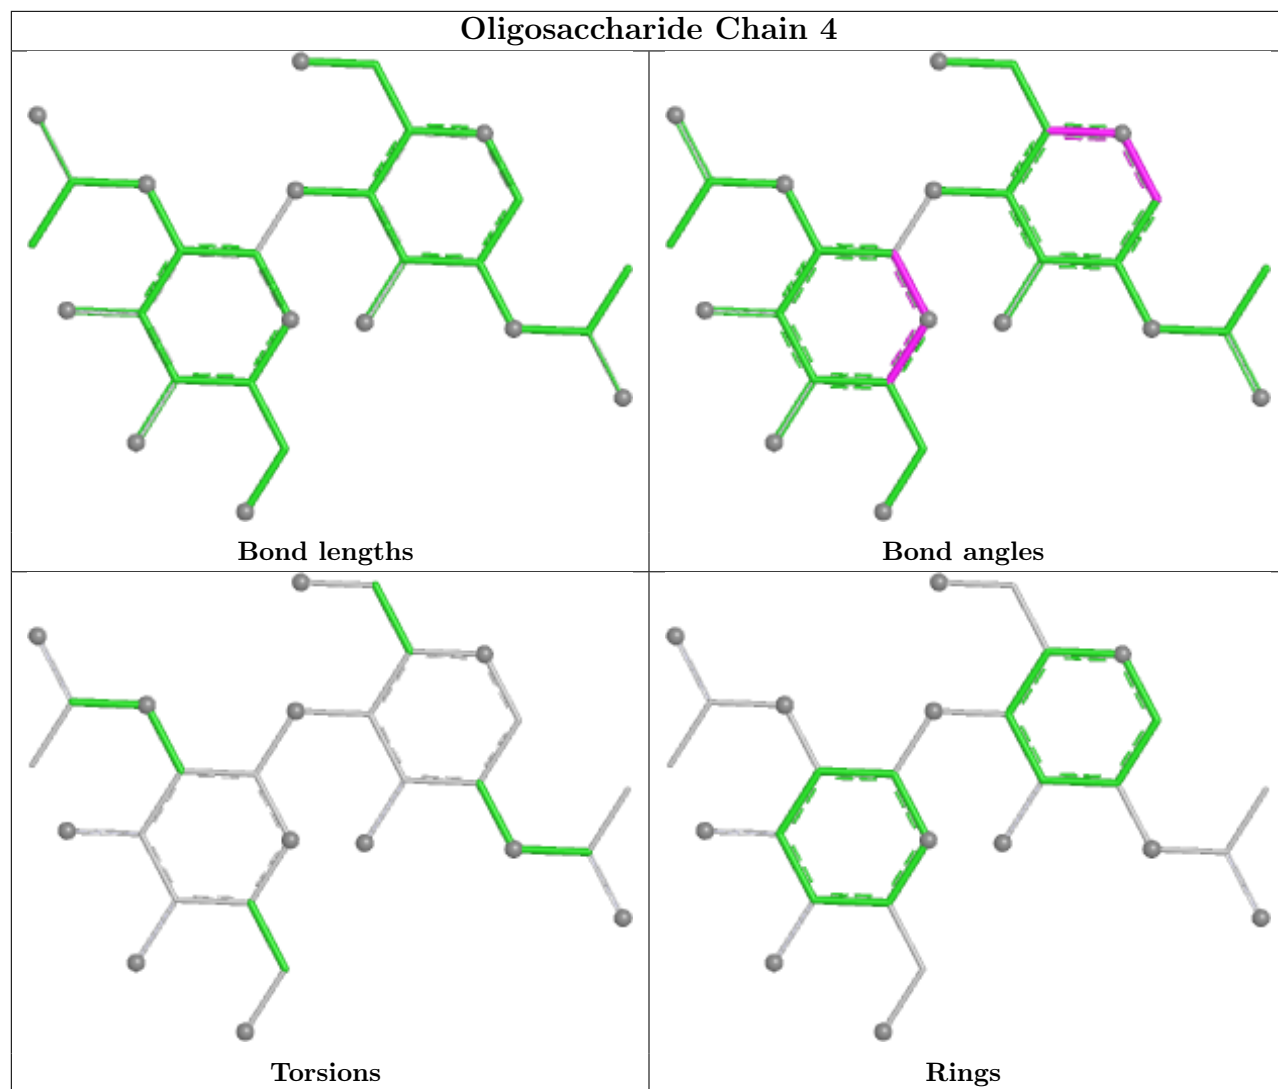 Oligosaccharide Chain 4
Bond lengths
Bond angles
Torsions
Rings